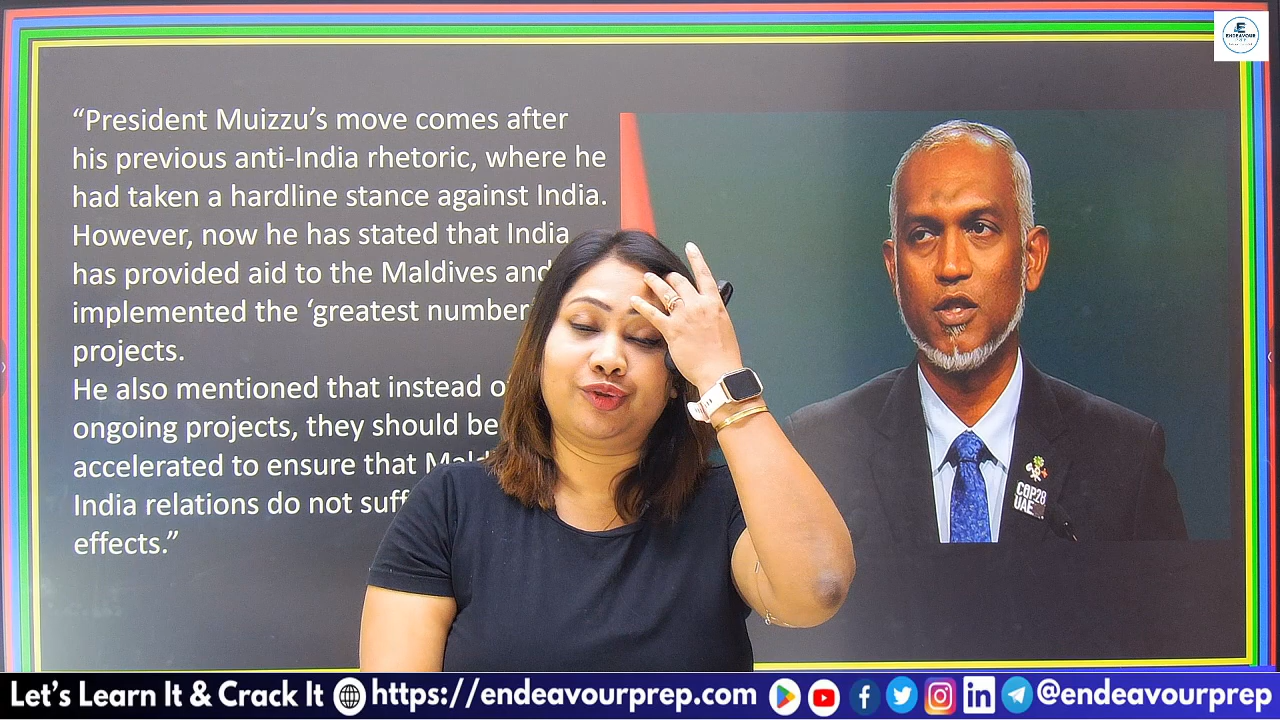 ENDEAVOUR
“President Muizzu’s move comes after
his previous anti-India rhetoric, where he
had taken a hardline stance against India.
However, now he has stated that India
has provided aid to the Maldives and
implemented the ‘greatest number
projects.
He also mentioned that instead
ongoing projects, they should be
accelerated to ensure that
India relations do not
effects.”
COP28
UAE
Let’s Learn It & Crack It https://endeavourprep.com @endeavourprep